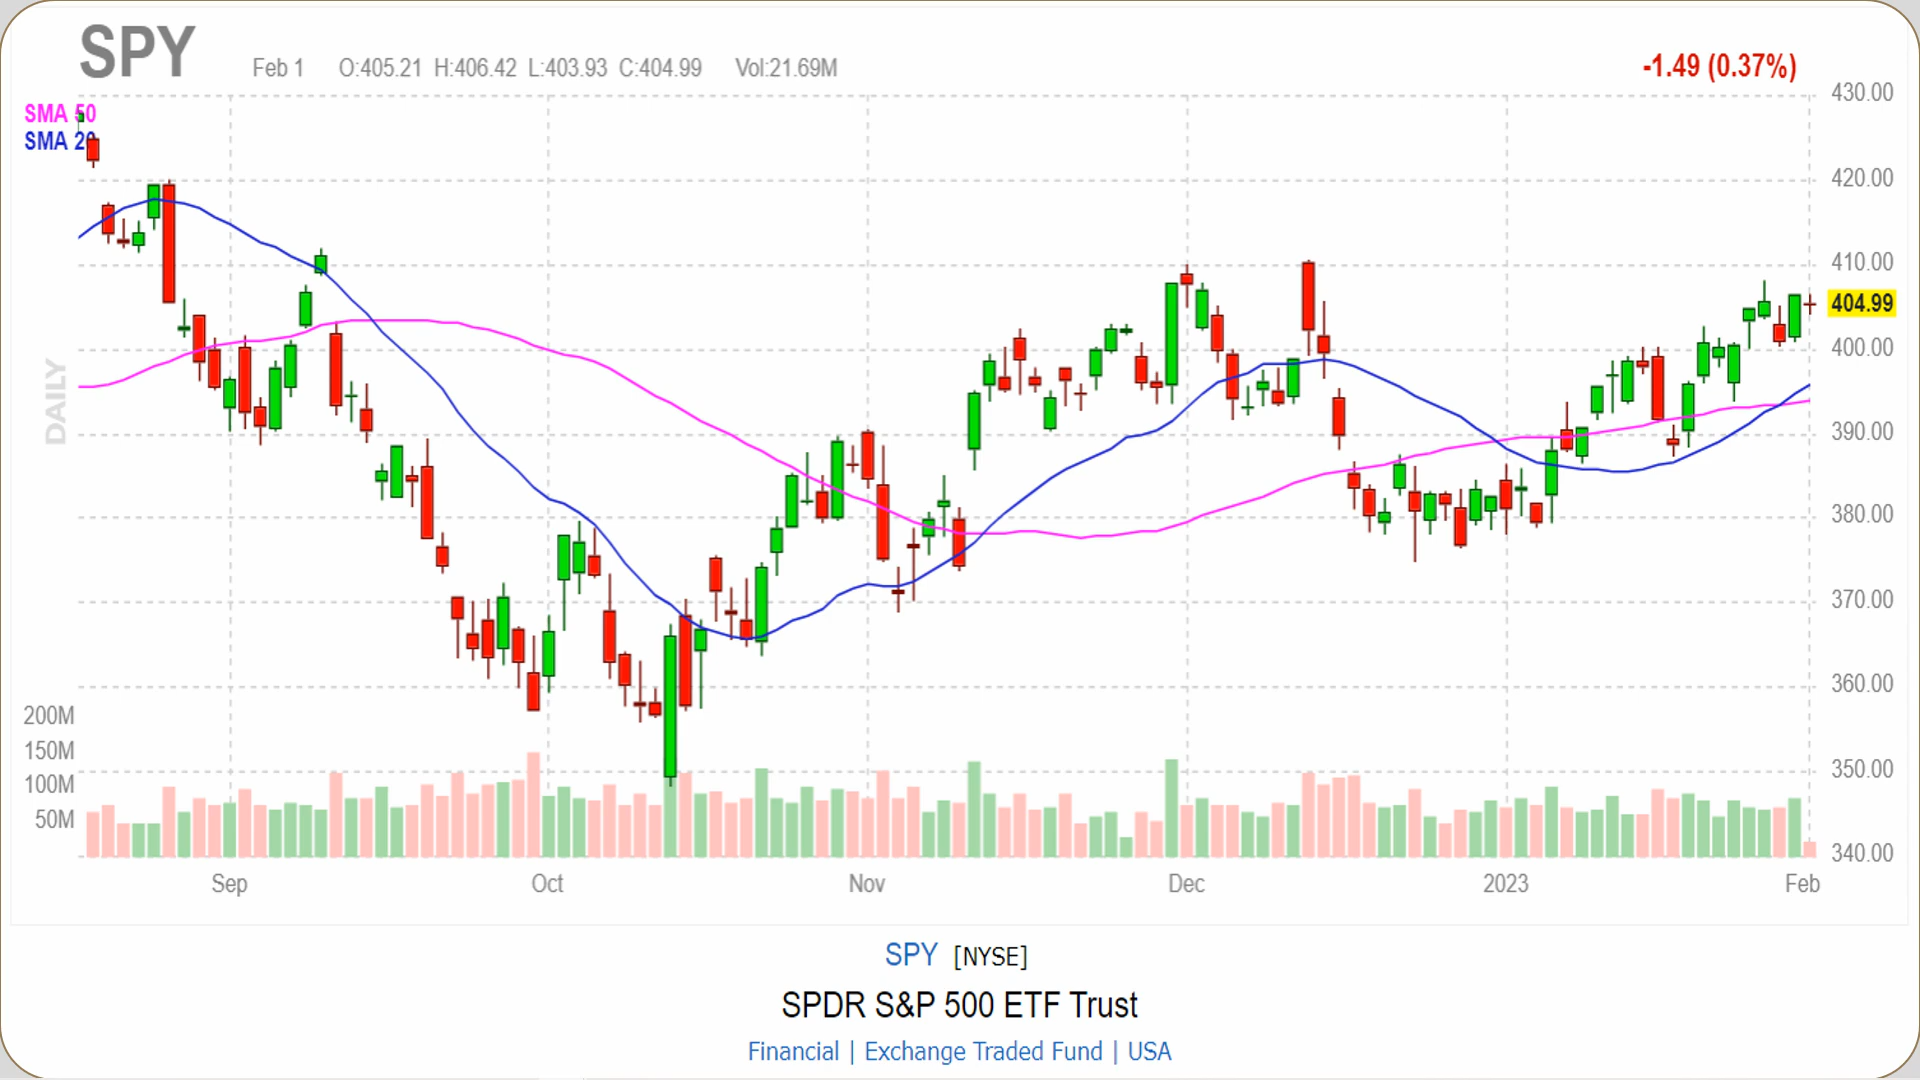 SPY Feb 1 O:405.21 H:406.42 L:403.93 C:404.99 Vol:21.69M -1.49 (0.37%)
SMA 50
SMA 20
430.00
420.00
410.00
404.99
400.00
390.00
380.00
370.00
360.00
350.00
340.00
DAILY
200M
150M
100M
50M
Sep Oct Nov Dec 2023 Feb
SPY [NYSE]
SPDR S&P 500 ETF Trust
Financial | Exchange Traded Fund | USA